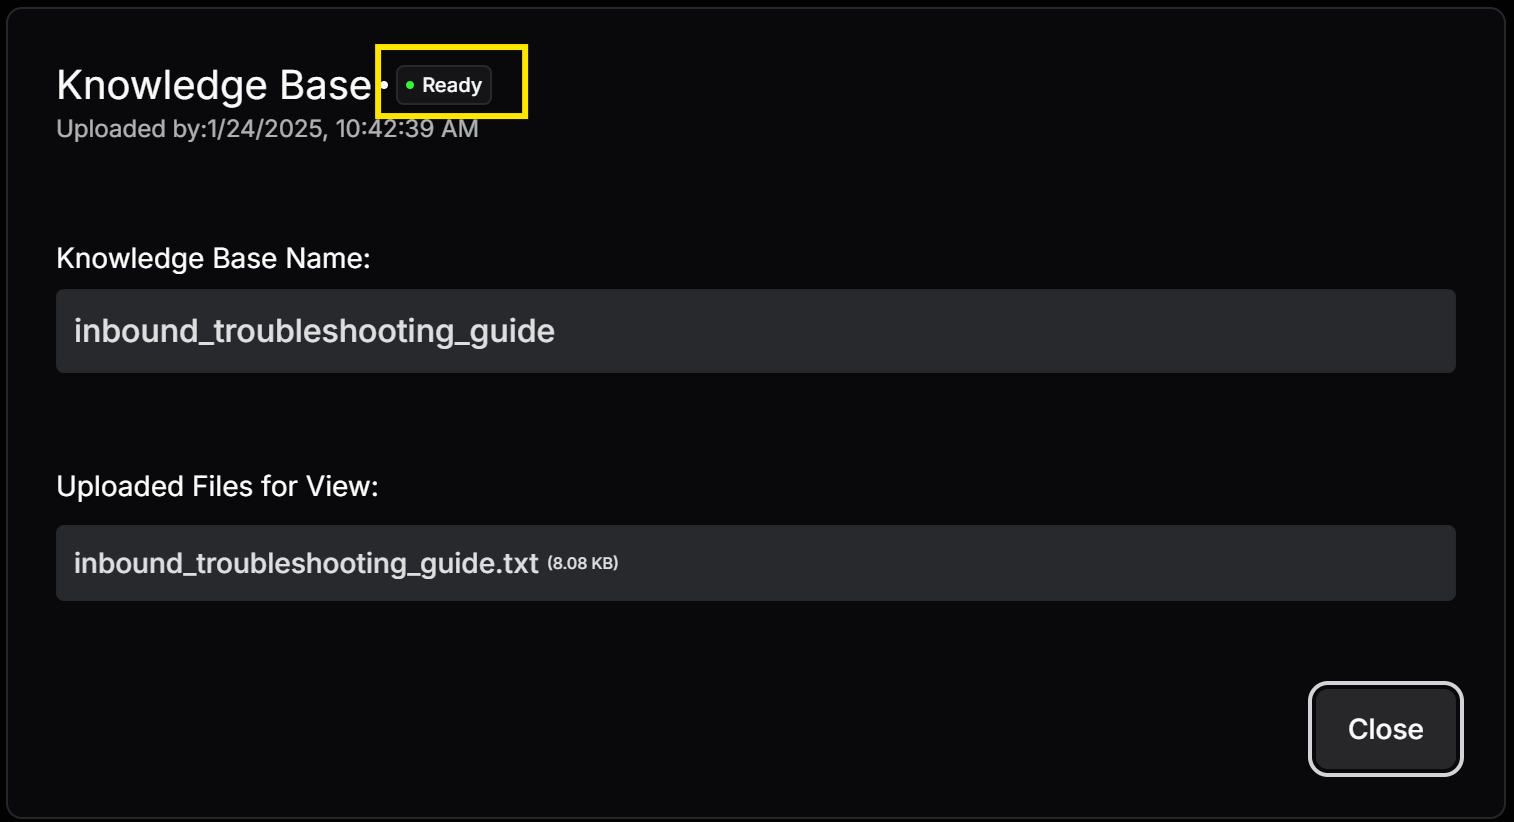 Knowledge Base • Ready
Uploaded by:1/24/2025, 10:42:39 AM
Knowledge Base Name:
inbound_troubleshooting_guide
Uploaded Files for View:
inbound_troubleshooting_guide.txt (8.08 KB)
Close